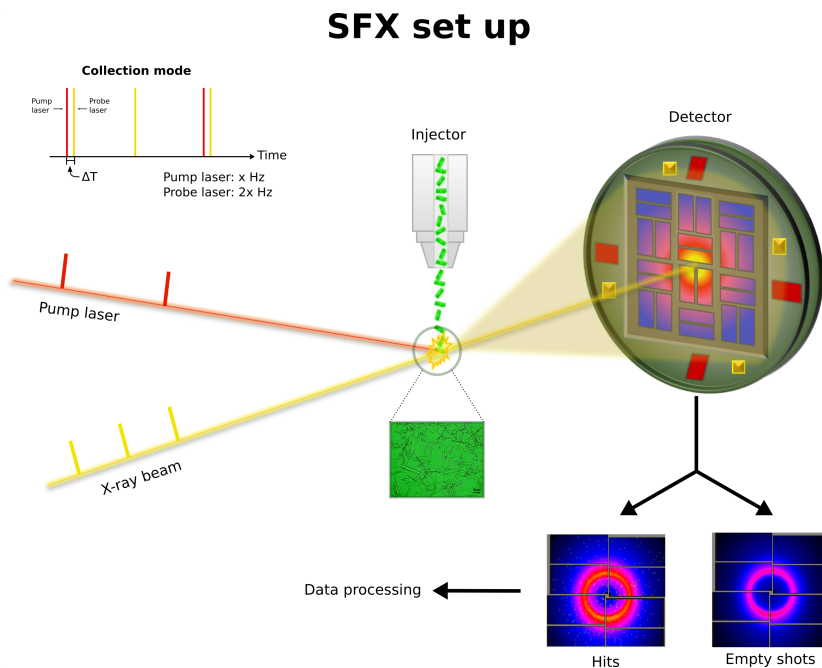 SFX set up
Collection mode
Pump
laser
Probe
laser
Time
ΔT
Pump laser: x Hz
Probe laser: 2x Hz
Injector
Detector
Pump laser
X-ray beam
Data processing
Hits
Empty shots